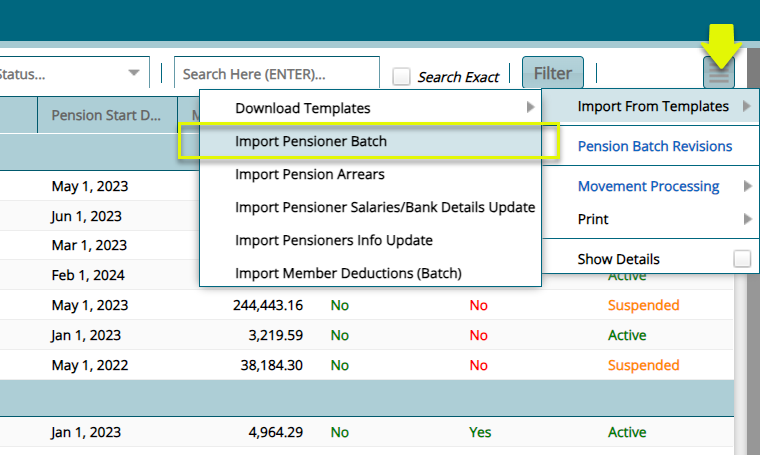 Status...
Search Here (ENTER)...
Search Exact
Filter
Pension Start D...
Download Templates
Import Pensioner Batch
Import Pension Arrears
Import Pensioner Salaries/Bank Details Update
Import Pensioners Info Update
Import Member Deductions (Batch)
Import From Templates
Pension Batch Revisions
Movement Processing
Print
Show Details
May 1, 2023
Jun 1, 2023
Mar 1, 2023
Feb 1, 2024 Active
May 1, 2023 244,443.16 No No Suspended
Jan 1, 2023 3,219.59 No No Active
May 1, 2022 38,184.30 No No Suspended
Jan 1, 2023 4,964.29 No Yes Active